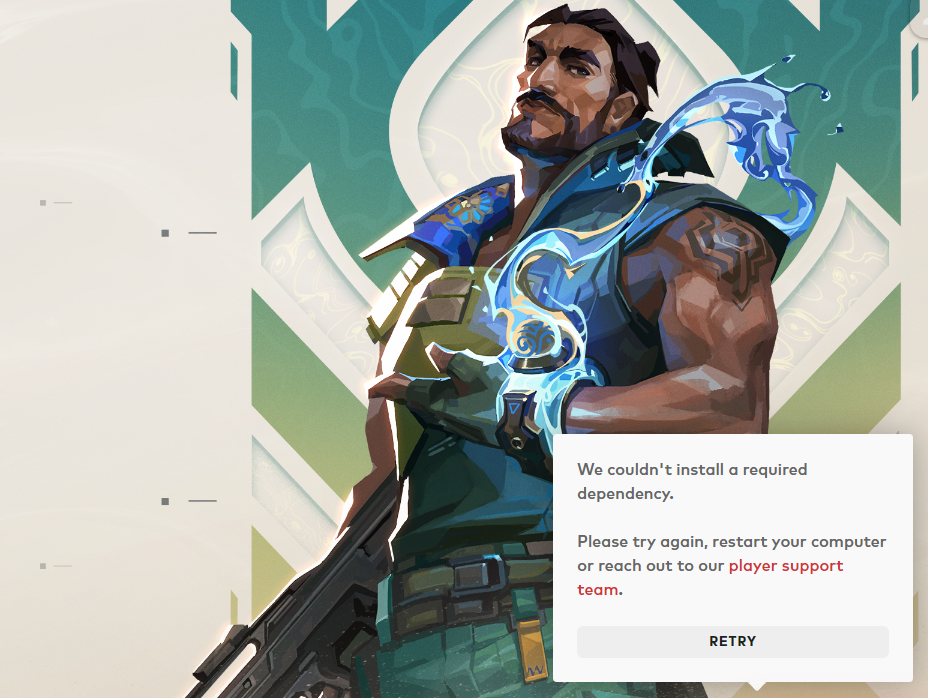 We couldn't install a required
dependency.
Please try again, restart your computer
or reach out to our player support
team.
RETRY